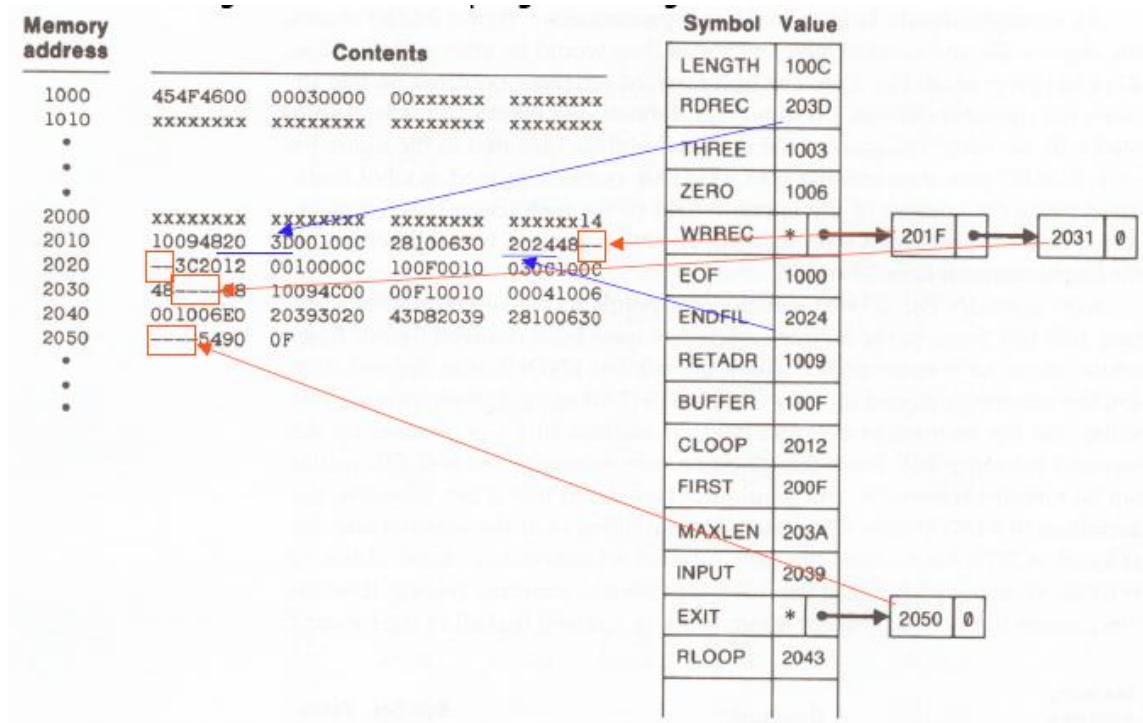 Memory address Contents
1000 454F4600 00030000 00xxxxxx xxxxxxxx
1010 xxxxxxxx xxxxxxxx xxxxxxxx xxxxxxxx
2000 xxxxxxxx xxxxxxxx xxxxxxxx xxxxxx14
2010 10094820 3D00100C 28100630 202448--
2020 --3C2012 0010000C 100F0010 0300100C
2030 48----08 10094C00 00F10010 00041006
2040 001006E0 20393020 43D82039 28100630
2050 ----5490 0F
Symbol Value
LENGTH 100C
RDREC 203D
THREE 1003
ZERO 1006
WRREC * 201F 2031 0
EOF 1000
ENDFIL 2024
RETADR 1009
BUFFER 100F
CLOOP 2012
FIRST 200F
MAXLEN 203A
INPUT 2039
EXIT * 2050 0
RLOOP 2043